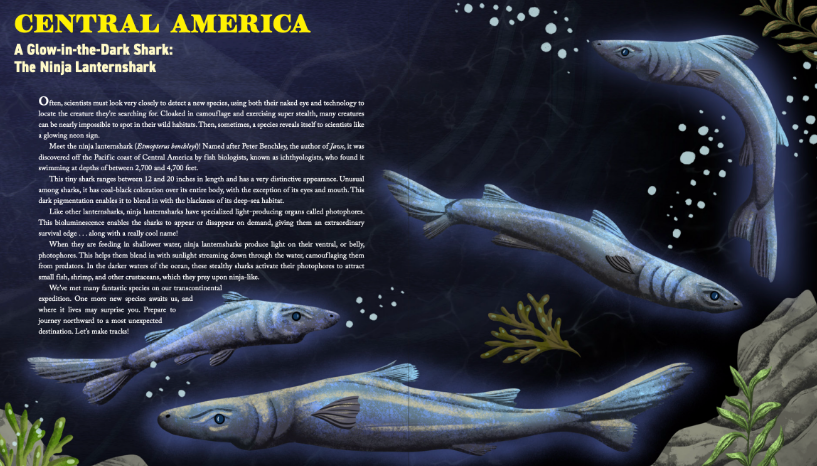 CENTRAL AMERICA
A Glow-in-the-Dark Shark:
The Ninja Lanternshark
Often, scientists must look very closely to detect a new species, using both their naked eye and technology to
locate the creature they're searching for. Cloaked in camouflage and exercising super stealth, many creatures
can be nearly impossible to spot in their wild habitats. Then, sometimes, a species reveals itself to scientists like
a glowing neon sign.
Meet the ninja lanternshark (Etmopterus benchleyi)! Named after Peter Benchley, the author of Jaws, it was
discovered off the Pacific coast of Central America by fish biologists, known as ichthyologists, who found it
swimming at depths of between 2,700 and 4,700 feet.
This tiny shark ranges between 12 and 20 inches in length and has a very distinctive appearance. Unusual
among sharks, it has coal-black coloration over its entire body, with the exception of its eyes and mouth. This
dark pigmentation enables it to blend in with the blackness of its deep-sea habitat.
Like other lanternsharks, ninja lanternsharks have specialized light-producing organs called photophores.
This bioluminescence enables the sharks to appear or disappear on demand, giving them an extraordinary
survival edge . . . along with a really cool name!
When they are feeding in shallower water, ninja lanternsharks produce light on their ventral, or belly,
photophores. This helps them blend in with sunlight streaming down through the water, camouflaging them
from predators. In the darker waters of the ocean, these stealthy sharks activate their photophores to attract
small fish, shrimp, and other crustaceans, which they prey upon ninja-like.
We've met many fantastic species on our transcontinental
expedition. One more new species awaits us, and
where it lives may surprise you. Prepare to
journey northward to a most unexpected
destination. Let's make tracks!